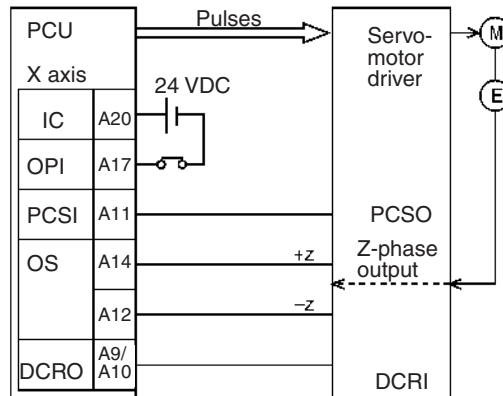 PCU
Pulses
Servo-
motor
driver
M
E
X axis
24 VDC
IC
A20
OPI
A17
PCSI
A11
PCSO
OS
A14
+z
Z-phase
output
A12
–z
DCRO
A9/
A10
DCRI